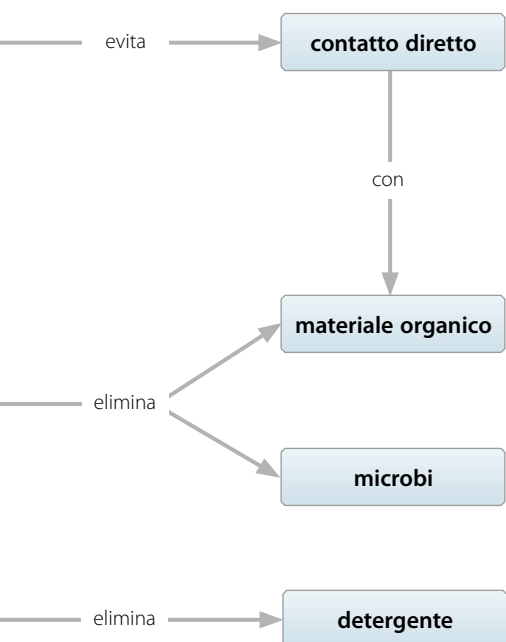 evita
contatto diretto
con
materiale organico
elimina
microbi
elimina
detergente